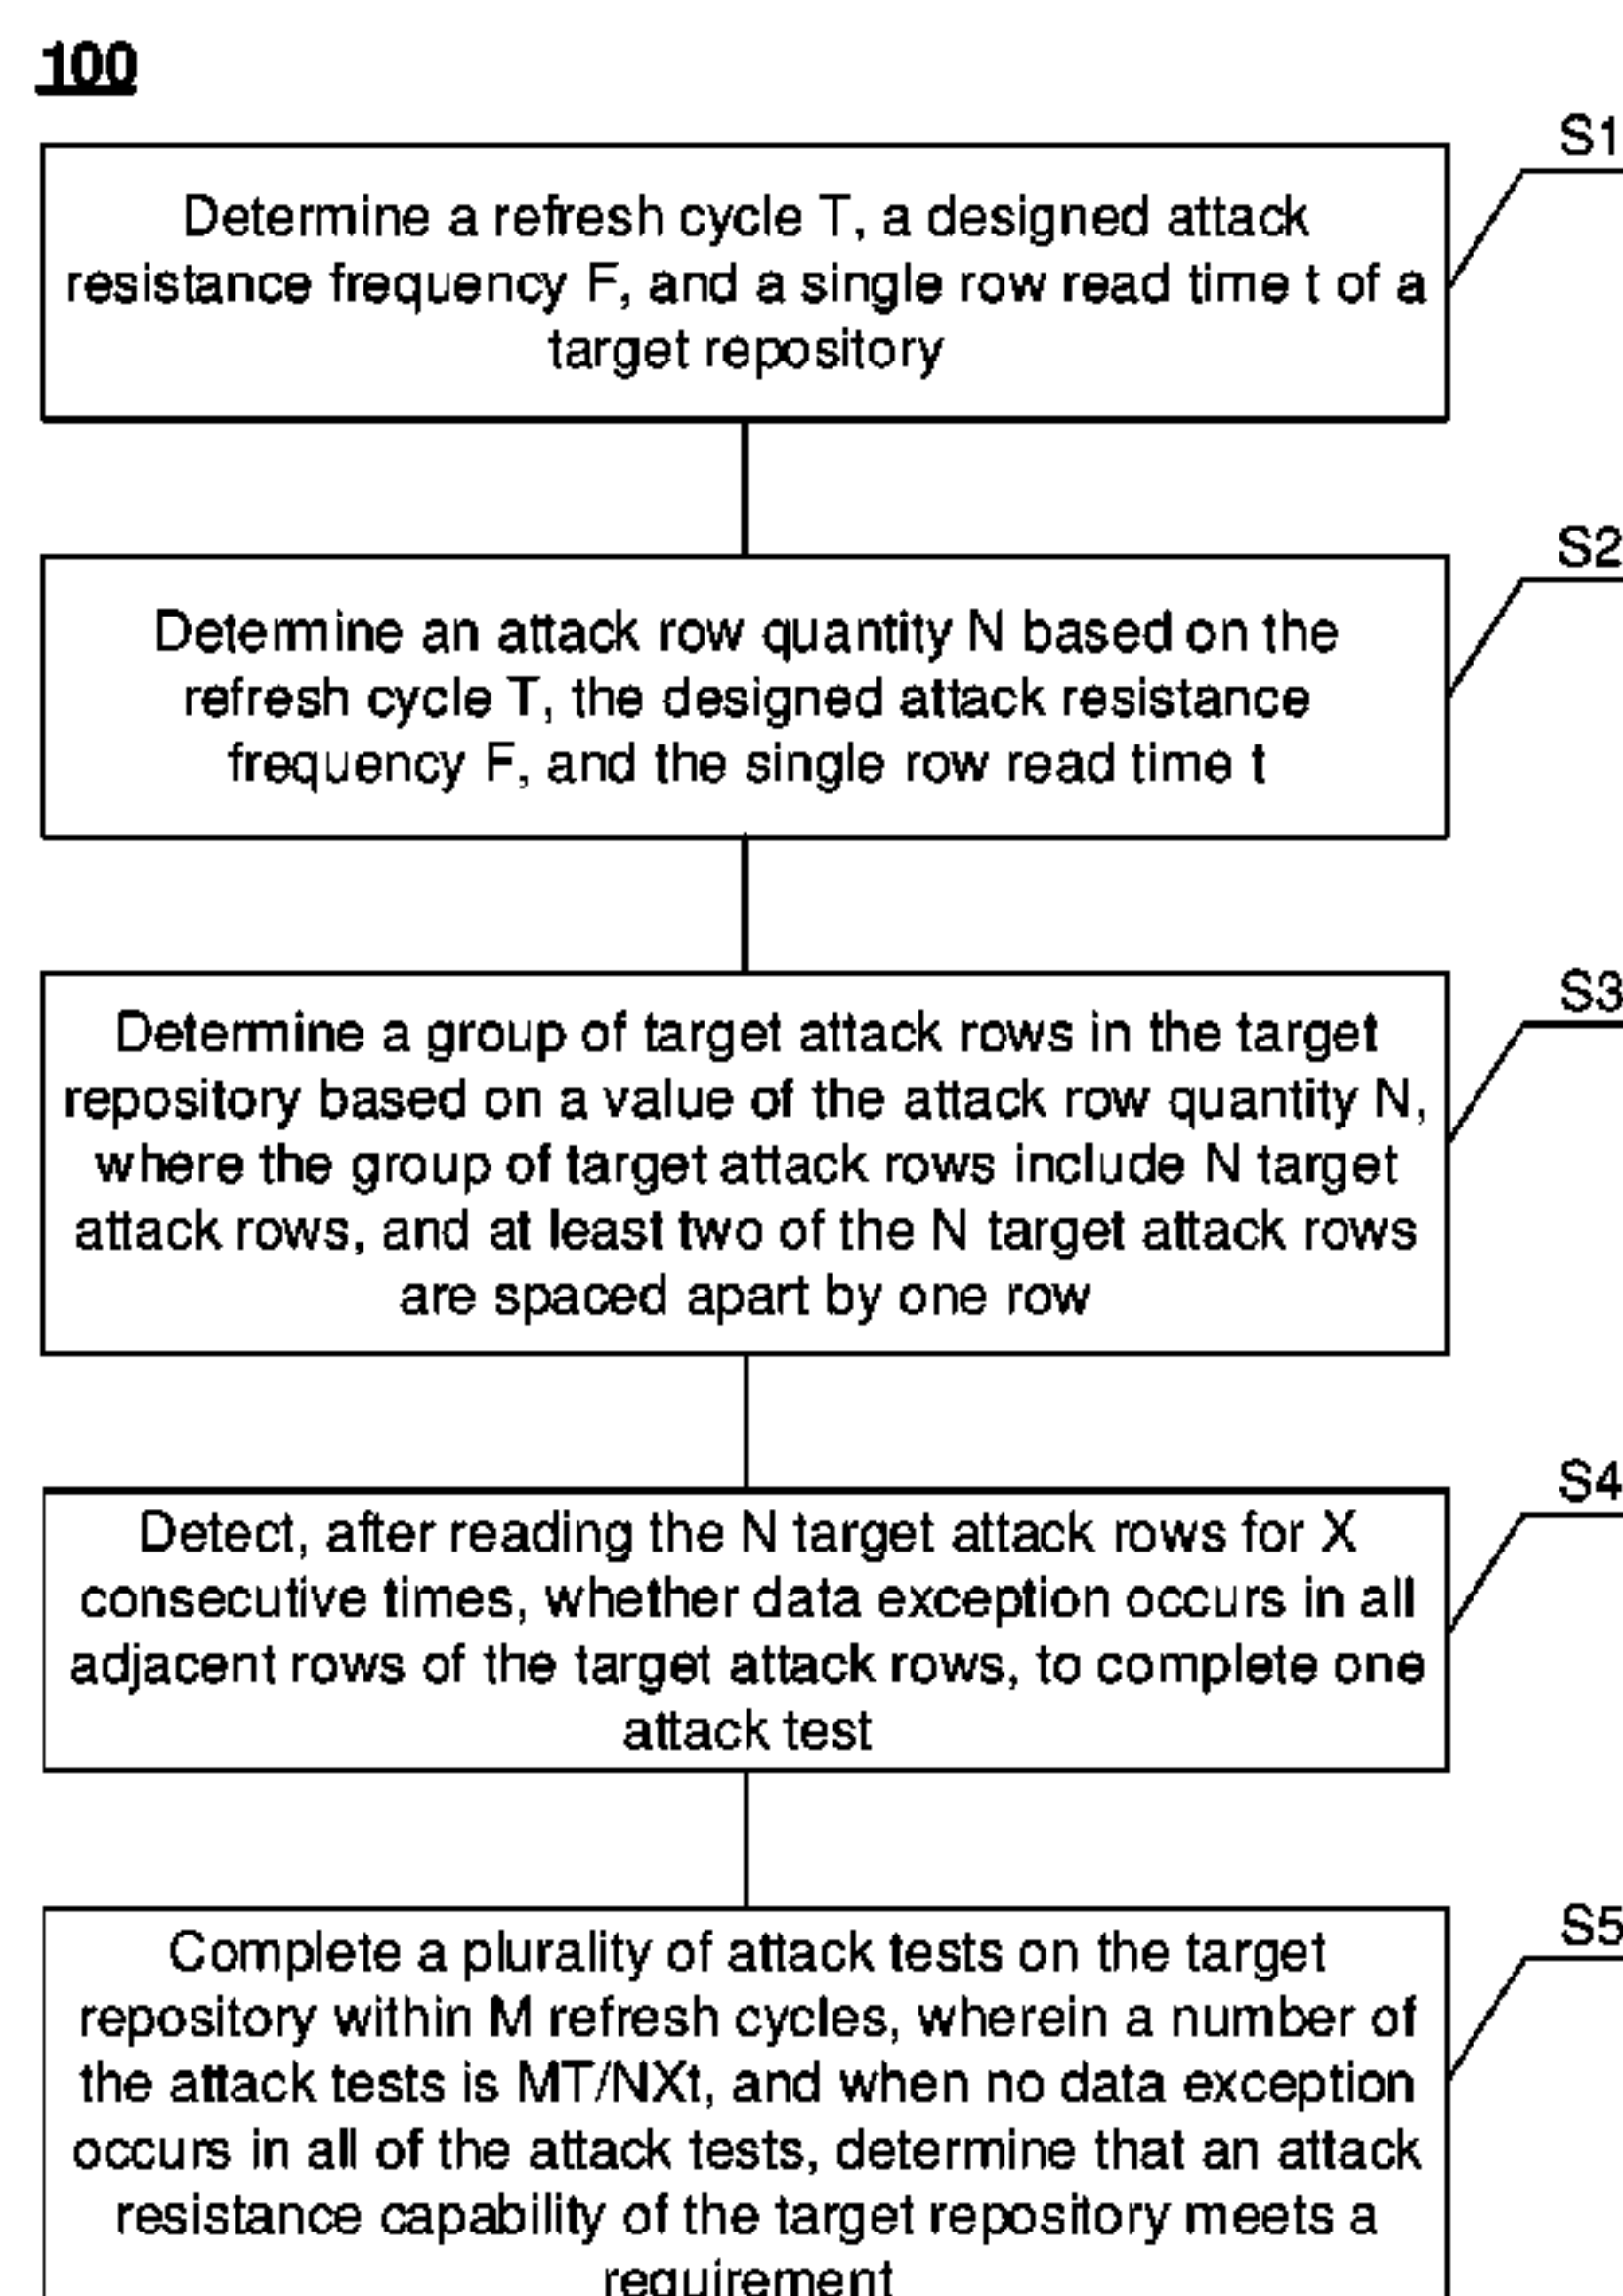 100
S1
Determine a refresh cycle T, a designed attack
resistance frequency F, and a single row read time t of a
target repository
S2
Determine an attack row quantity N based on the
refresh cycle T, the designed attack resistance
frequency F, and the single row read time t
S3
Determine a group of target attack rows in the target
repository based on a value of the attack row quantity N,
where the group of target attack rows include N target
attack rows, and at least two of the N target attack rows
are spaced apart by one row
S4
Detect, after reading the N target attack rows for X
consecutive times, whether data exception occurs in all
adjacent rows of the target attack rows, to complete one
attack test
S5
Complete a plurality of attack tests on the target
repository within M refresh cycles, wherein a number of
the attack tests is MT/NXt, and when no data exception
occurs in all of the attack tests, determine that an attack
resistance capability of the target repository meets a
requirement